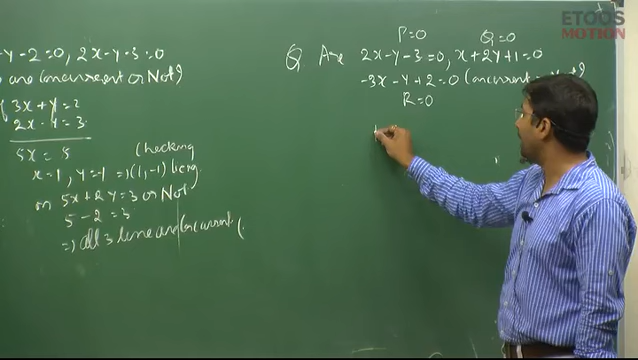 -y-2=0, 2x-y-3=0
are concurrent or Not?
3x+y=2
2x-y=3
5x=5
checking
x=1, y=-1 ⇒ (1,-1) lieng
on 5x+2y=3 or Not
5-2=3
⇒ all 3 line are concurrent
P=0 Q=0
Q Are 2x-y-3=0, x+2y+1=0
-3x-y+2=0 concurrent
R=0
ETOOS
MOTION